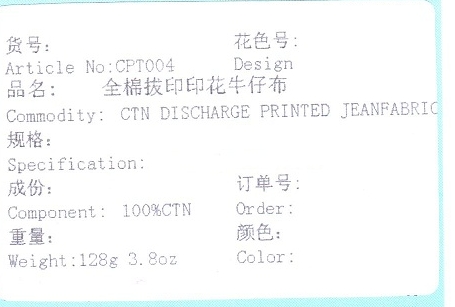 货号: 花色号:
Article No:CPT004 Design
品名: 全棉拔印印花牛仔布
Commodity: CTN DISCHARGE PRINTED JEANFABRIC
规格:
Specification:
成份: 订单号:
Component: 100%CTN Order:
重量: 颜色:
Weight:128g 3.8oz Color: